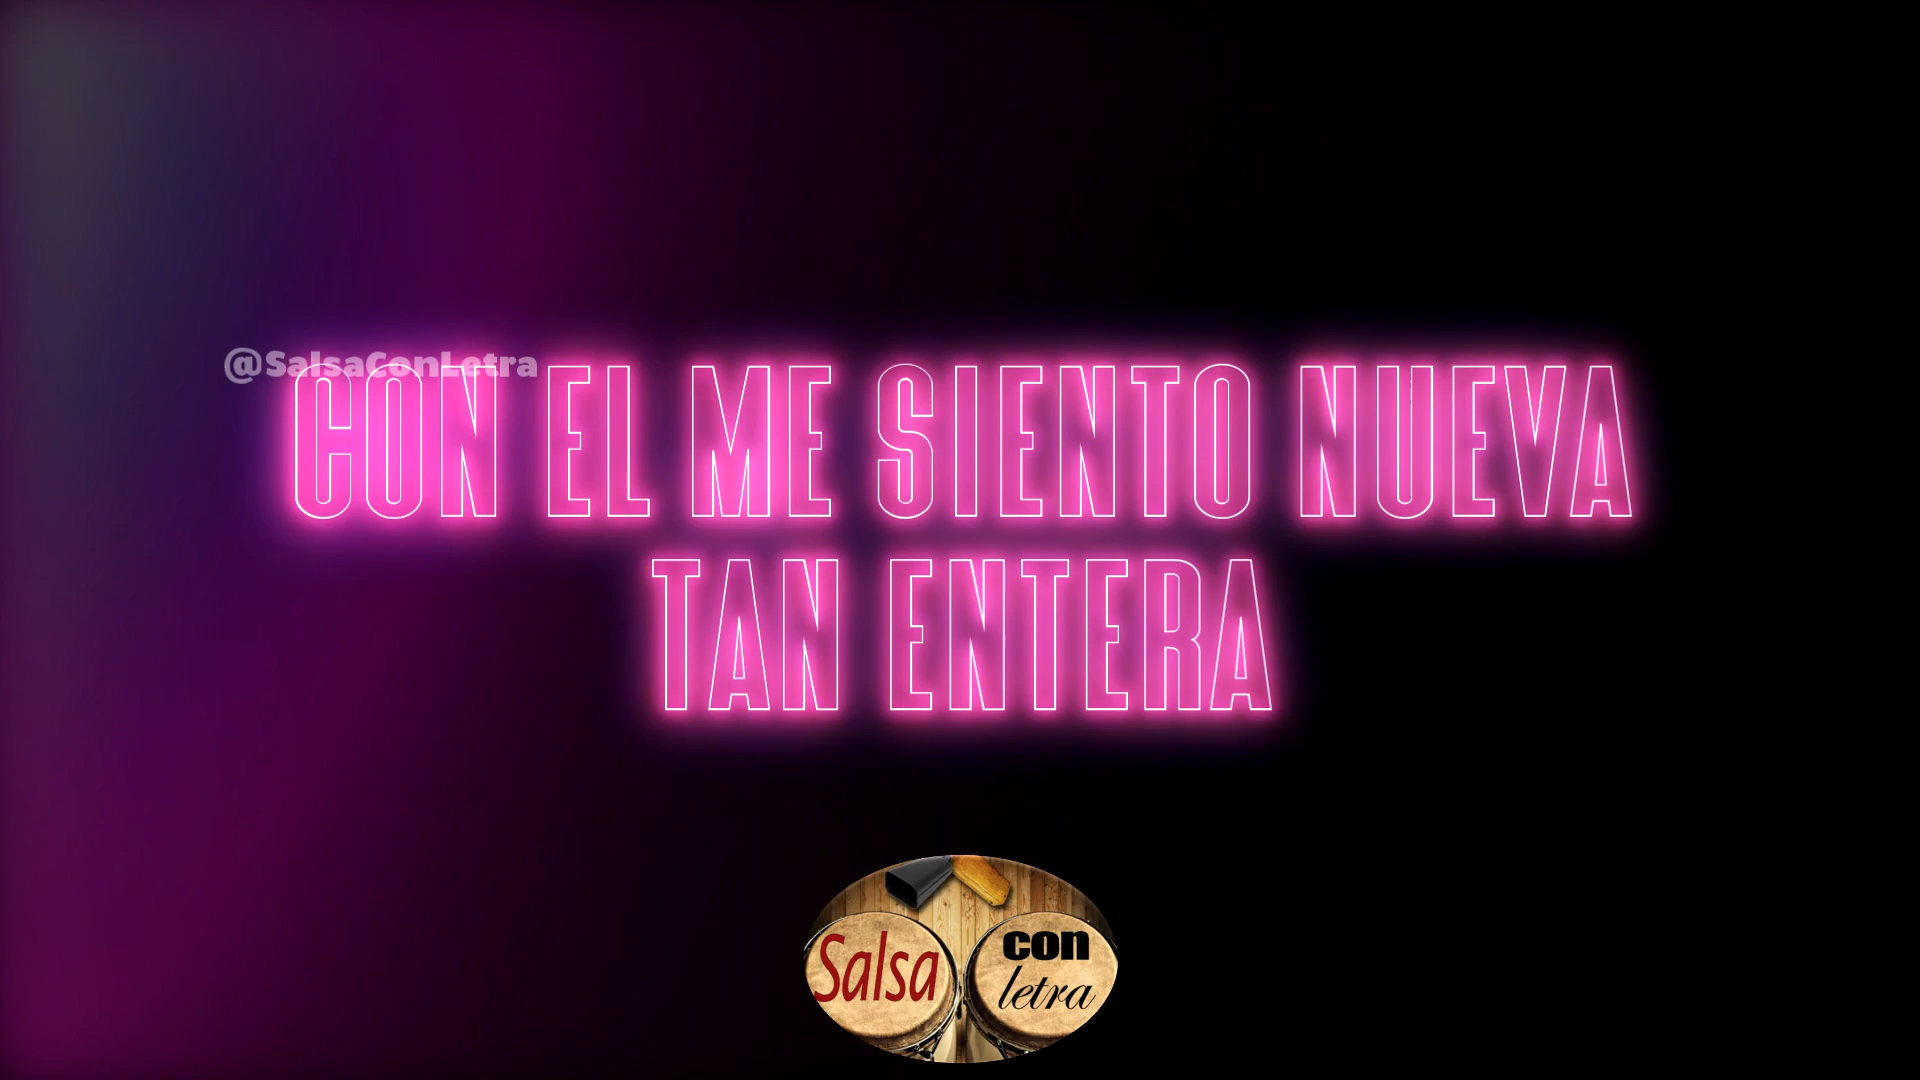 @SalsaConLetra
CON EL ME SIENTO NUEVA
TAN ENTERA
Salsa
con
letra